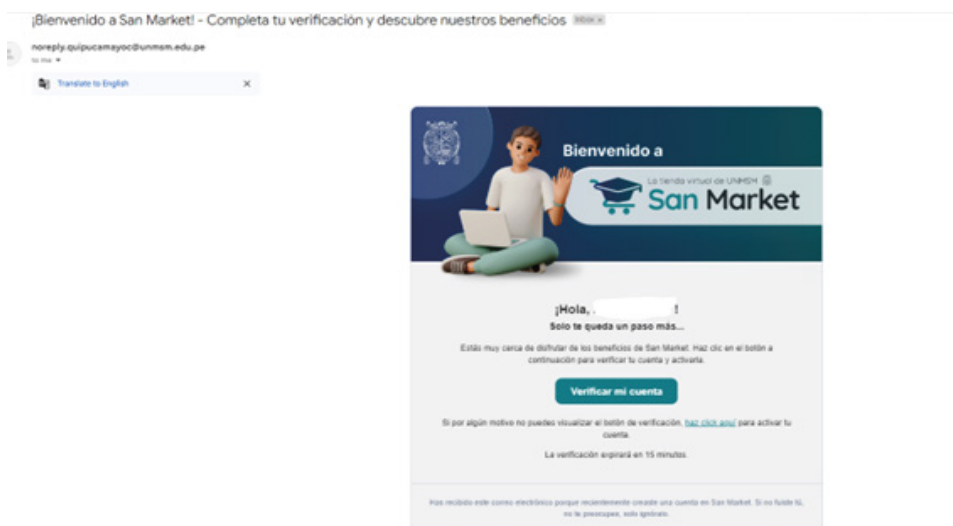 ¡Bienvenido a San Market! - Completa tu verificación y descubre nuestros beneficios Inbox x
noreply.quipucamayoc@unmsm.edu.pe
to me
Translate to English ×
Bienvenido a
La tienda virtual de UNMSM
San Market
¡Hola, !
Solo te queda un paso más...
Estás muy cerca de disfrutar de los beneficios de San Market. Haz clic en el botón a
continuación para verificar tu cuenta y activarla.
Verificar mi cuenta
Si por algún motivo no puedes visualizar el botón de verificación, haz click aquí para activar tu
cuenta.
La verificación expirará en 15 minutos.
Has recibido este correo electrónico porque recientemente creaste una cuenta en San Market. Si no fuiste tú,
no te preocupes, solo ignóralo.